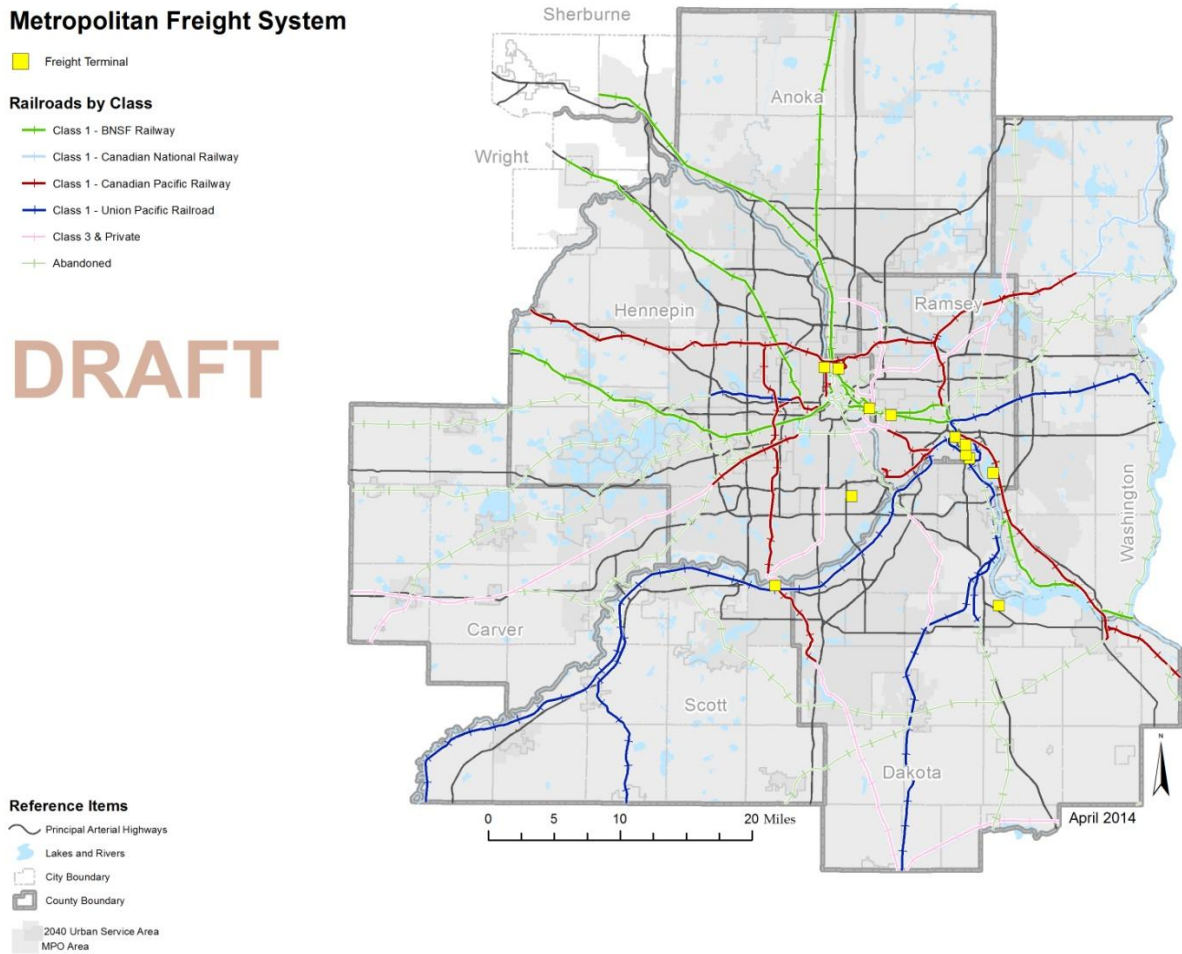 Metropolitan Freight System
Freight Terminal
Railroads by Class
Class 1 - BNSF Railway
Class 1 - Canadian National Railway
Class 1 - Canadian Pacific Railway
Class 1 - Union Pacific Railroad
Class 3 & Private
Abandoned
DRAFT
Sherburne
Anoka
Wright
Hennepin
Ramsey
Washington
Carver
Scott
Dakota
N
0 5 10 20 Miles
April 2014
Reference Items
Principal Arterial Highways
Lakes and Rivers
City Boundary
County Boundary
2040 Urban Service Area
MPO Area